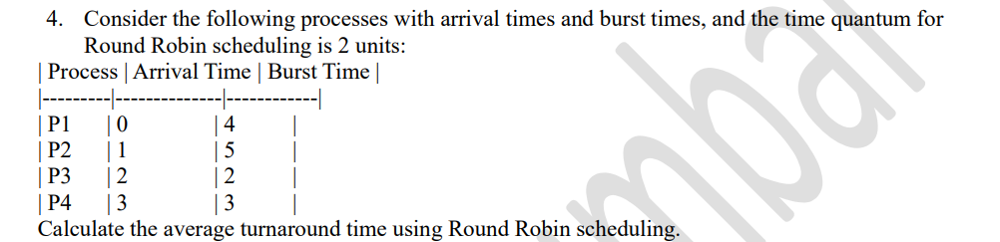 4. Consider the following processes with arrival times and burst times, and the time quantum for
Round Robin scheduling is 2 units:
| Process | Arrival Time | Burst Time |
|---------|--------------|------------|
| P1 | 0 | 4 |
| P2 | 1 | 5 |
| P3 | 2 | 2 |
| P4 | 3 | 3 |
Calculate the average turnaround time using Round Robin scheduling.